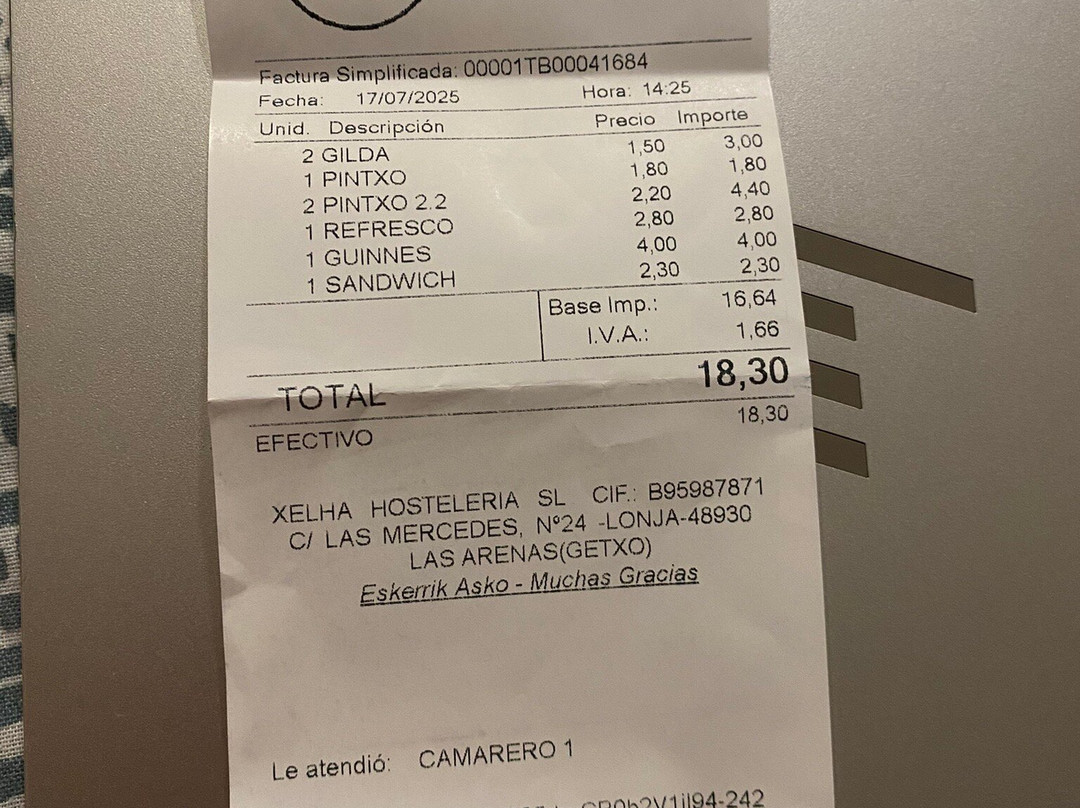 Factura Simplificada: 00001TB00041684
Fecha: 17/07/2025 Hora: 14:25
Unid. Descripción Precio Importe
2 GILDA 1,50 3,00
1 PINTXO 1,80 1,80
2 PINTXO 2.2 2,20 4,40
1 REFRESCO 2,80 2,80
1 GUINNES 4,00 4,00
1 SANDWICH 2,30 2,30
Base Imp.: 16,64
I.V.A.: 1,66
TOTAL 18,30
EFECTIVO 18,30
XELHA HOSTELERIA SL CIF.: B95987871
C/ LAS MERCEDES, Nº24 -LONJA-48930
LAS ARENAS(GETXO)
Eskerrik Asko - Muchas Gracias
Le atendió: CAMARERO 1